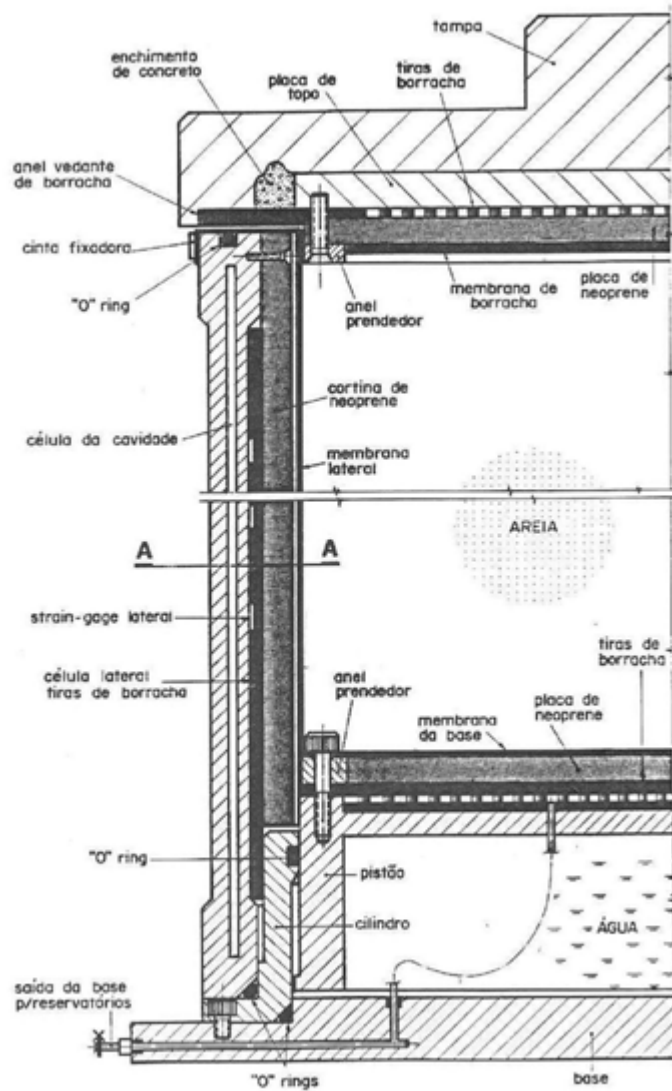 tampa
enchimento
de concreto
placa de
topo
tiras de
borracha
anel vedante
de borracha
cinta fixadora
"O" ring
anel
prendedor
membrana de
borracha
placa de
neoprene
cortina de
neoprene
célula da cavidade
membrana
lateral
AREIA
A A
strain-gage lateral
célula lateral
tiras de borracha
tiras de
borracha
anel
prendedor
placa de
neoprene
membrana
da base
"O" ring
pistão
cilindro
ÁGUA
saída da base
p/reservatórios
"O" rings
base